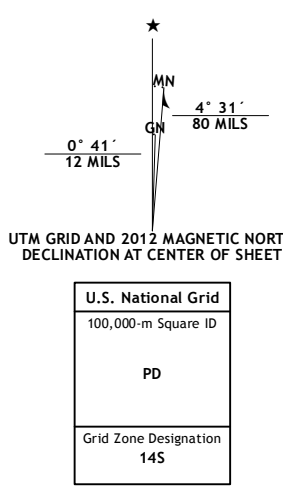 ★
MN
4° 31´
80 MILS
GN
0° 41´
12 MILS
UTM GRID AND 2012 MAGNETIC NORT
DECLINATION AT CENTER OF SHEET
U.S. National Grid
100,000-m Square ID
PD
Grid Zone Designation
14S